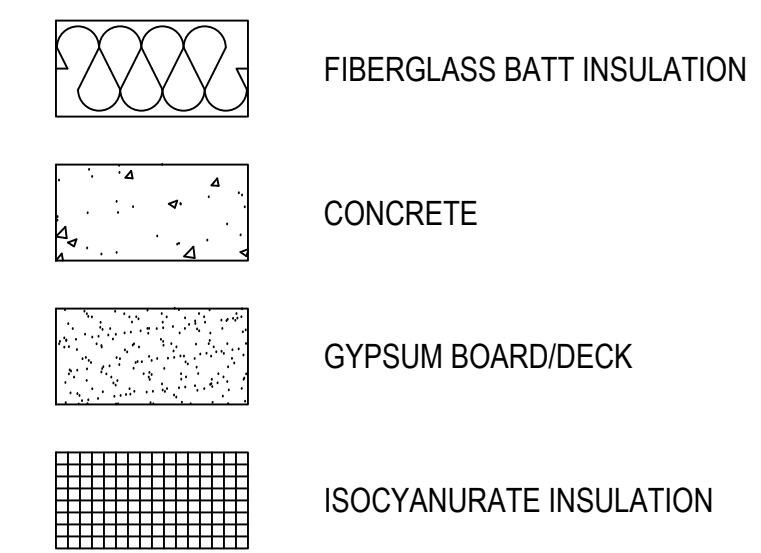 FIBERGLASS BATT INSULATION
CONCRETE
GYPSUM BOARD/DECK
ISOCYANURATE INSULATION